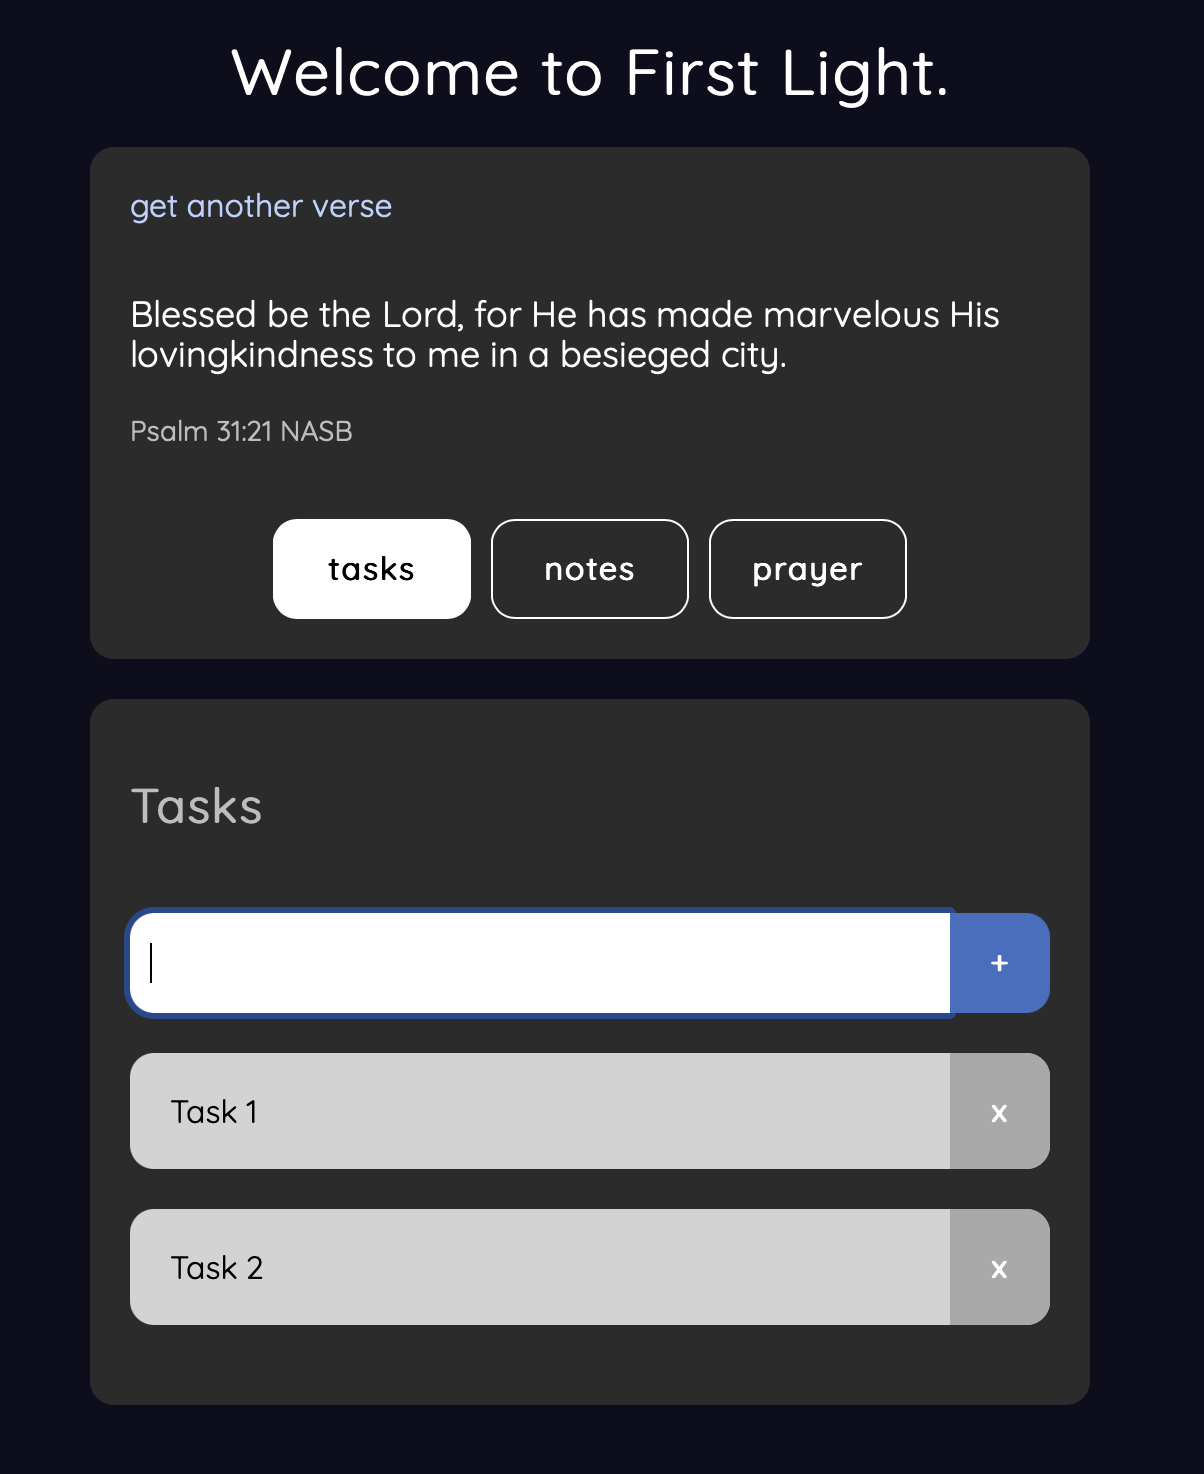 Welcome to First Light.
get another verse
Blessed be the Lord, for He has made marvelous His
lovingkindness to me in a besieged city.
Psalm 31:21 NASB
tasks
notes
prayer
Tasks
+
Task 1
x
Task 2
x